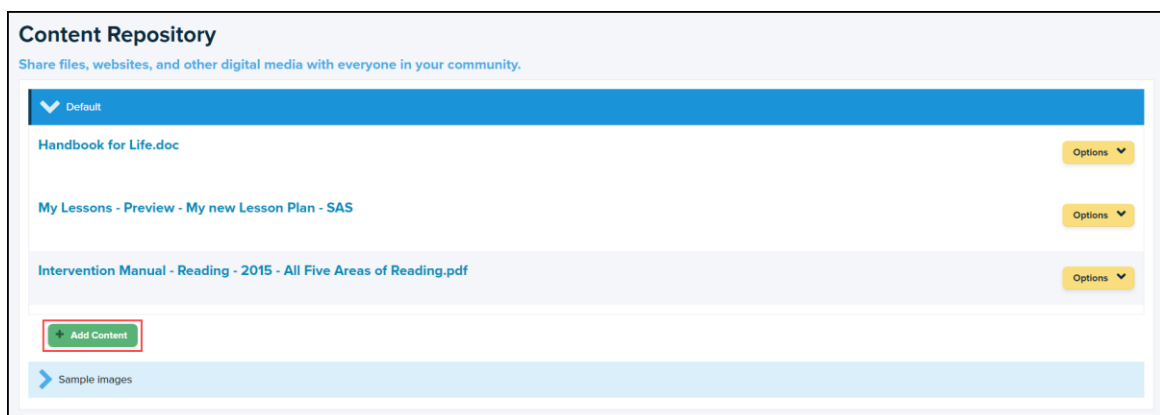 Content Repository
Share files, websites, and other digital media with everyone in your community.
Default
Handbook for Life.doc
Options
My Lessons - Preview - My new Lesson Plan - SAS
Options
Intervention Manual - Reading - 2015 - All Five Areas of Reading.pdf
Options
+ Add Content
Sample images